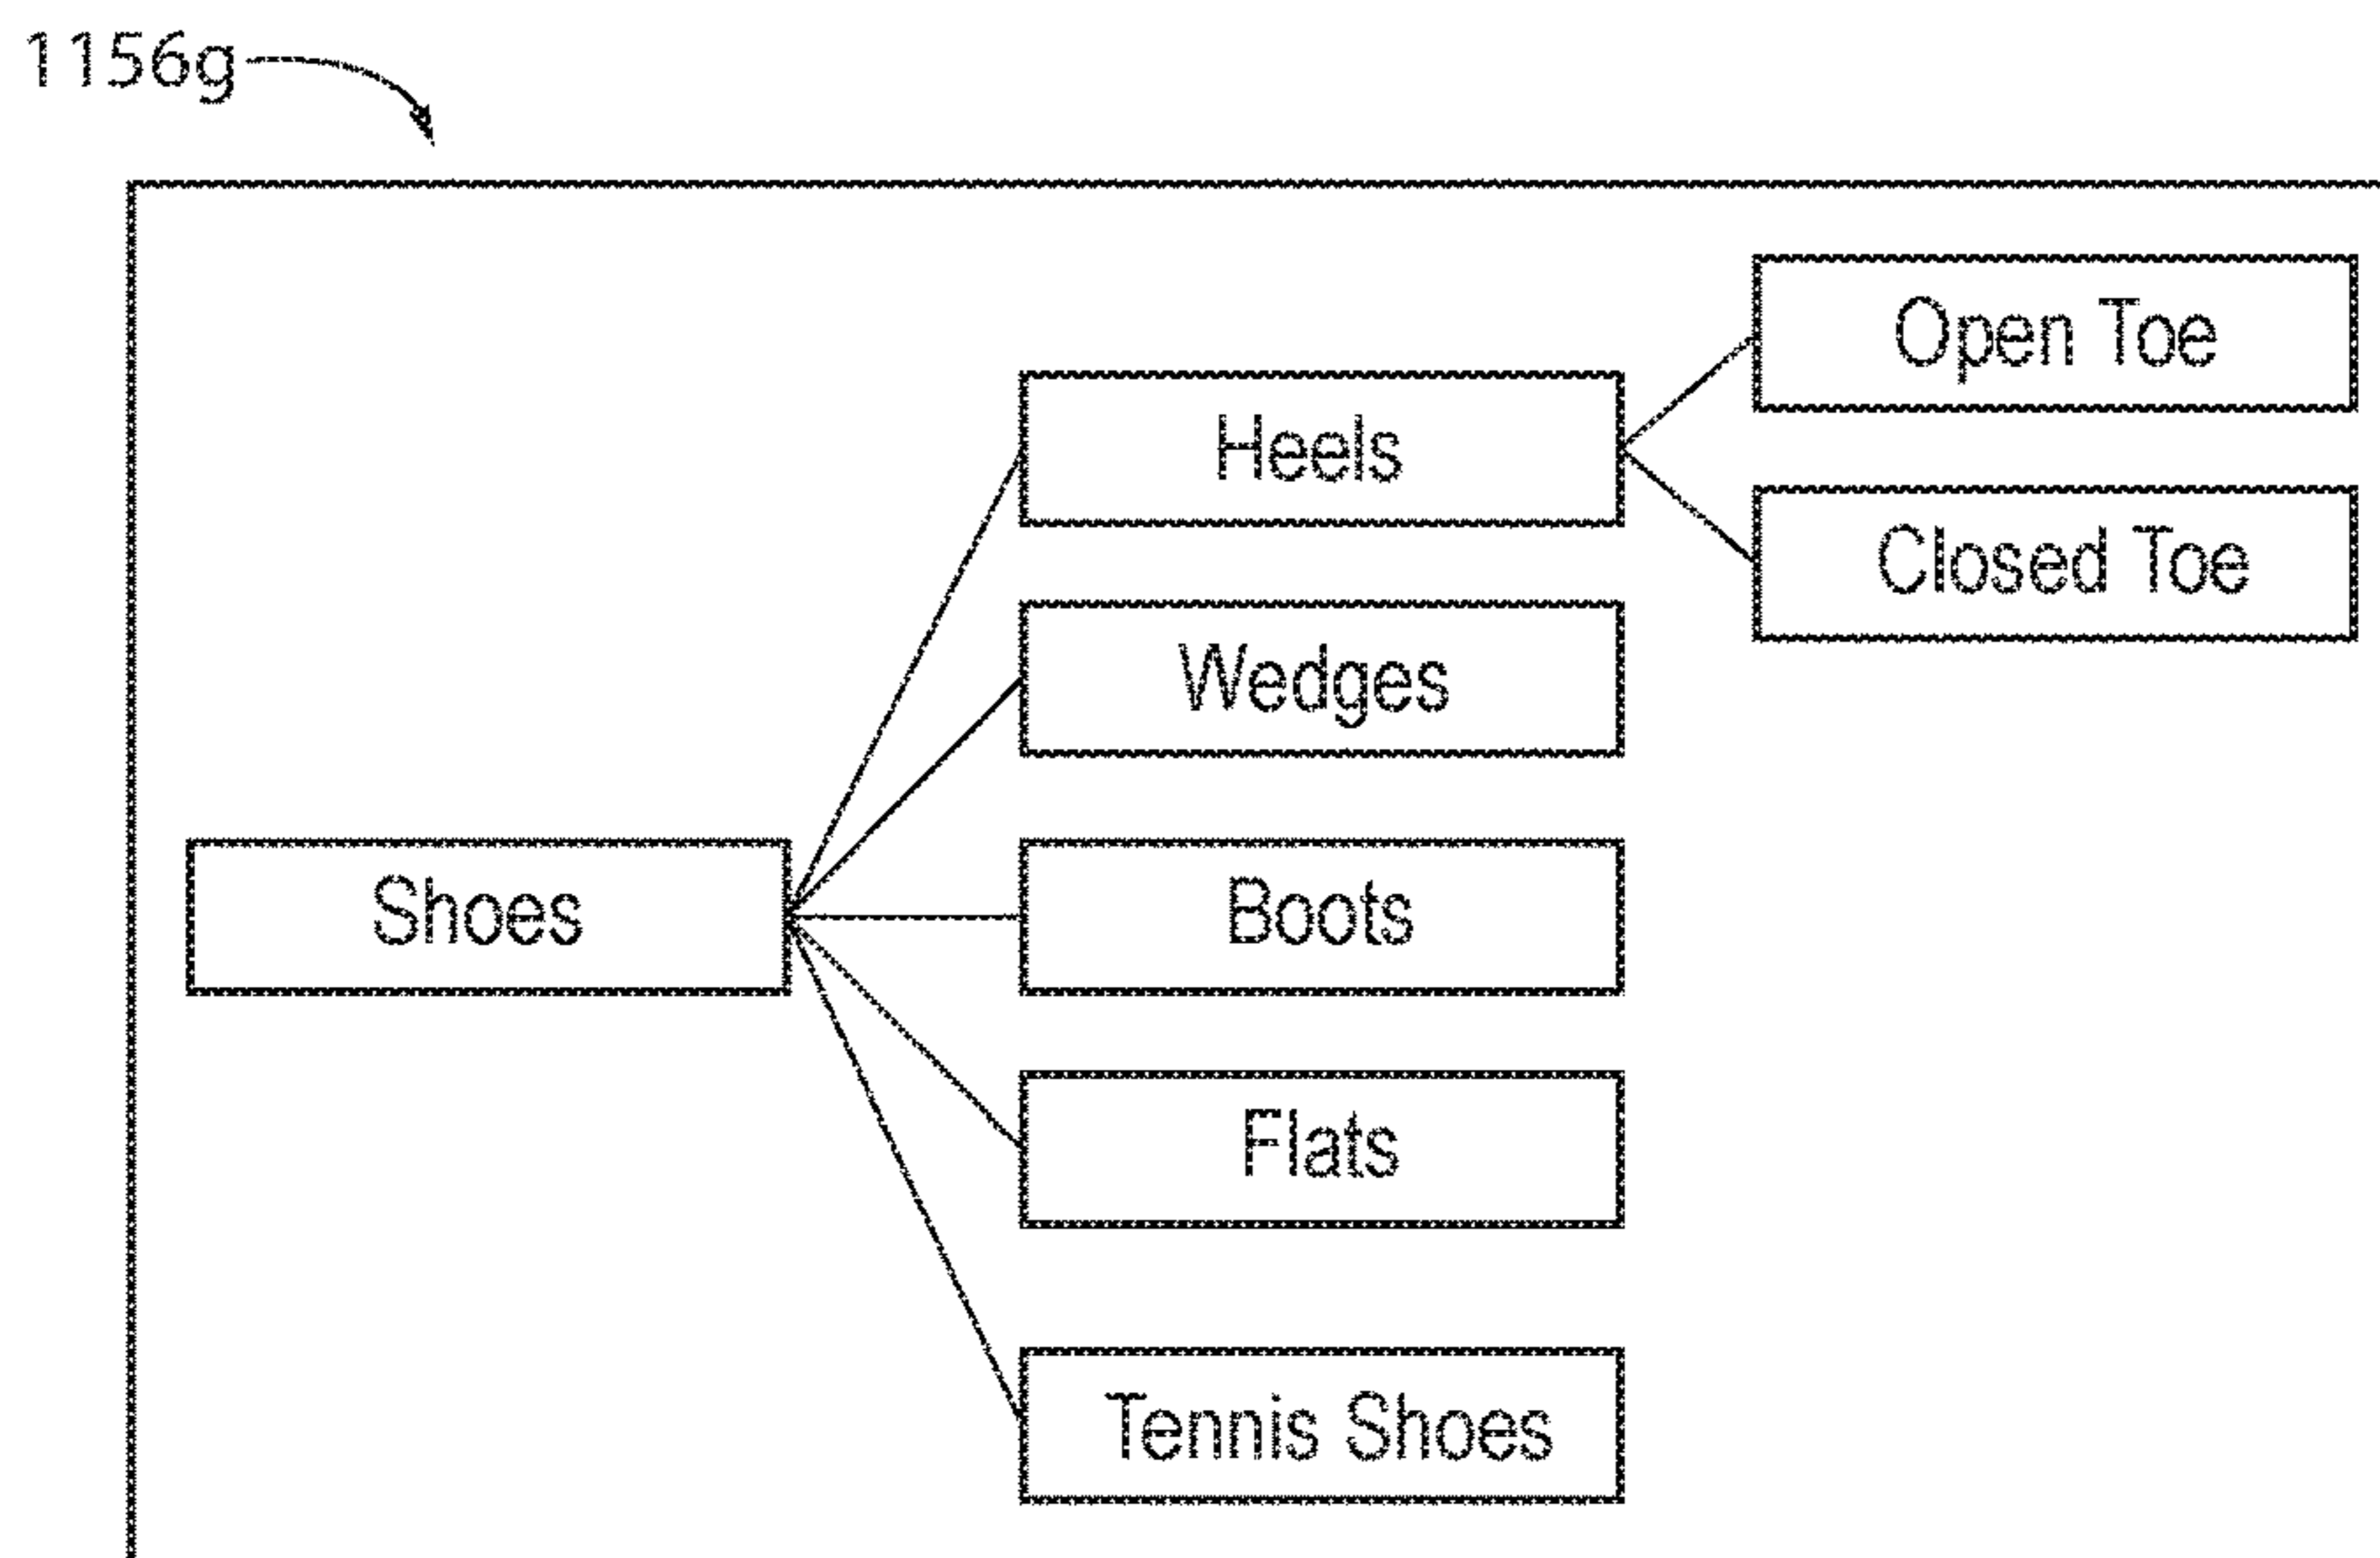 1156g
Open Toe
Heels
Closed Toe
Wedges
Shoes
Boots
Flats
Tennis Shoes